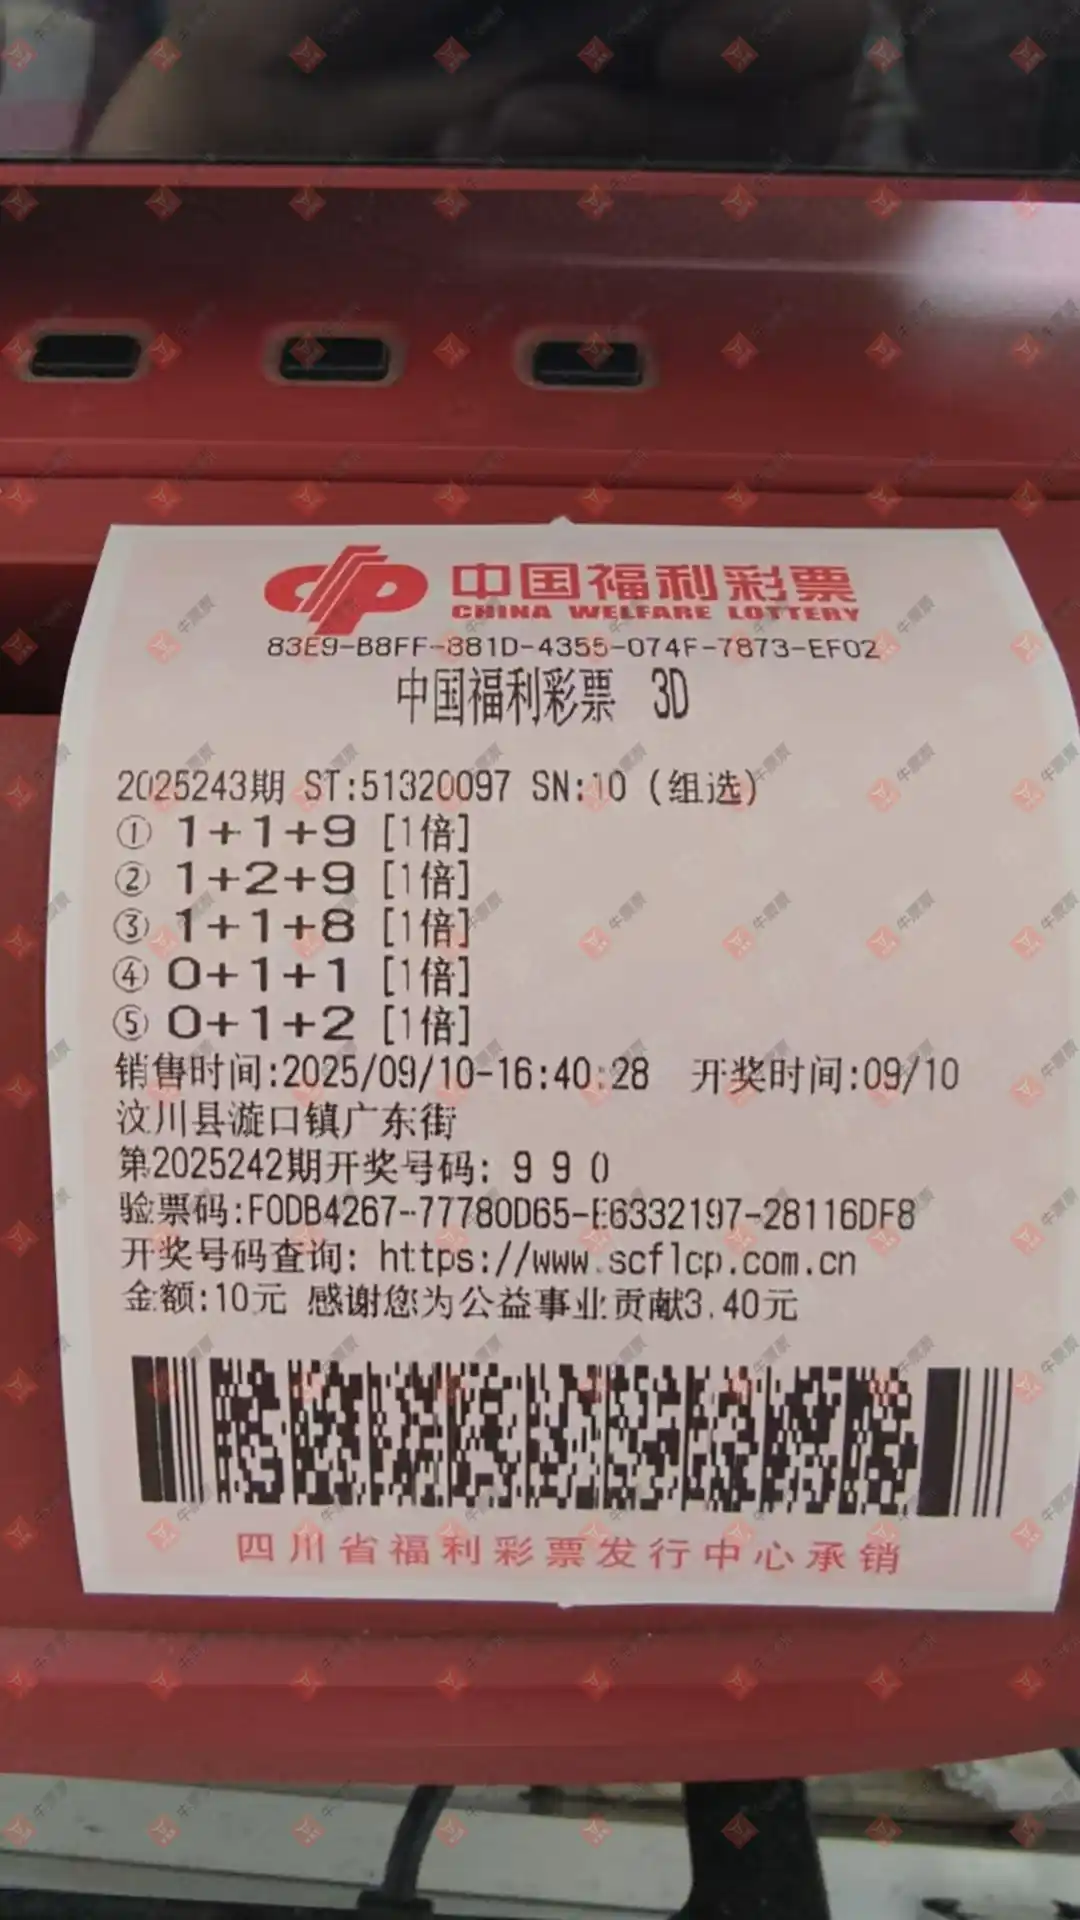 中国福利彩票
CHINA WELFARE LOTTERY
83E9-B8FF-881D-4355-074F-7873-EF02
中国福利彩票 3D
2025243期 ST:51320097 SN:10 (组选)
① 1+1+9 [1倍]
② 1+2+9 [1倍]
③ 1+1+8 [1倍]
④ 0+1+1 [1倍]
⑤ 0+1+2 [1倍]
销售时间:2025/09/10-16:40:28 开奖时间:09/10
汶川县漩口镇广东街
第2025242期开奖号码: 9 9 0
验票码:F0DB4267-77780D65-E6332197-28116DF8
开奖号码查询: https://www.scflcp.com.cn
金额:10元 感谢您为公益事业贡献3.40元
四川省福利彩票发行中心承销